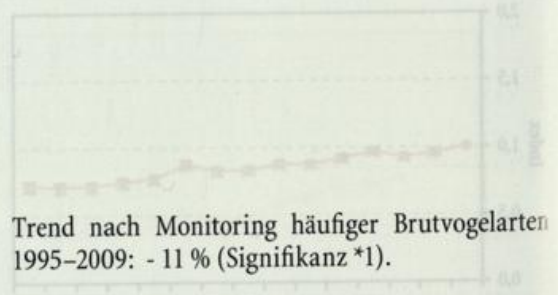 Trend nach Monitoring häufiger Brutvogelarten
1995–2009: - 11 % (Signifikanz *1).